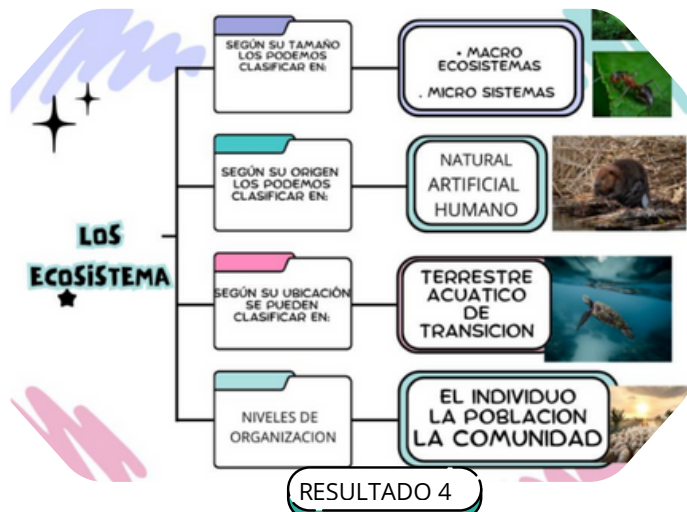 LOS
ECOSISTEMA
SEGÚN SU TAMAÑO
LOS PODEMOS
CLASIFICAR EN:
• MACRO
ECOSISTEMAS
. MICRO SISTEMAS
SEGÚN SU ORIGEN
LOS PODEMOS
CLASIFICAR EN:
NATURAL
ARTIFICIAL
HUMANO
SEGÚN SU UBICACIÓN
SE PUEDEN
CLASIFICAR EN:
TERRESTRE
ACUATICO
DE
TRANSICION
NIVELES DE
ORGANIZACION
EL INDIVIDUO
LA POBLACION
LA COMUNIDAD
RESULTADO 4